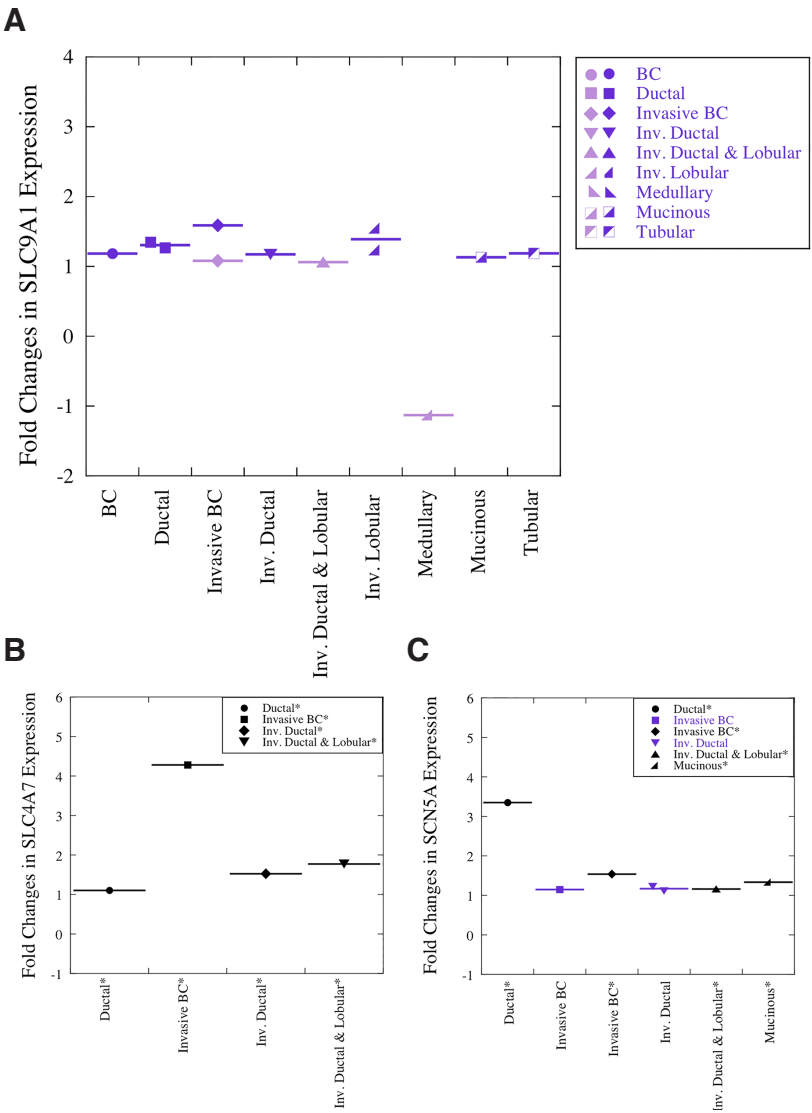 A
Fold Changes in SLC9A1 Expression
4
3
2
1
0
-1
-2
BC
Ductal
Invasive BC
Inv. Ductal
Inv. Ductal & Lobular
Inv. Lobular
Medullary
Mucinous
Tubular
BC
Ductal
Invasive BC
Inv. Ductal
Inv. Ductal & Lobular
Inv. Lobular
Medullary
Mucinous
Tubular
B
Fold Changes in SLC4A7 Expression
6
5
4
3
2
1
0
-1
Ductal*
Invasive BC*
Inv. Ductal*
Inv. Ductal & Lobular*
Ductal*
Invasive BC*
Inv. Ductal*
Inv. Ductal & Lobular*
C
Fold Changes in SCN5A Expression
6
5
4
3
2
1
0
-1
Ductal*
Invasive BC
Invasive BC*
Inv. Ductal
Inv. Ductal & Lobular*
Mucinous*
Ductal*
Invasive BC
Invasive BC*
Inv. Ductal
Inv. Ductal & Lobular*
Mucinous*